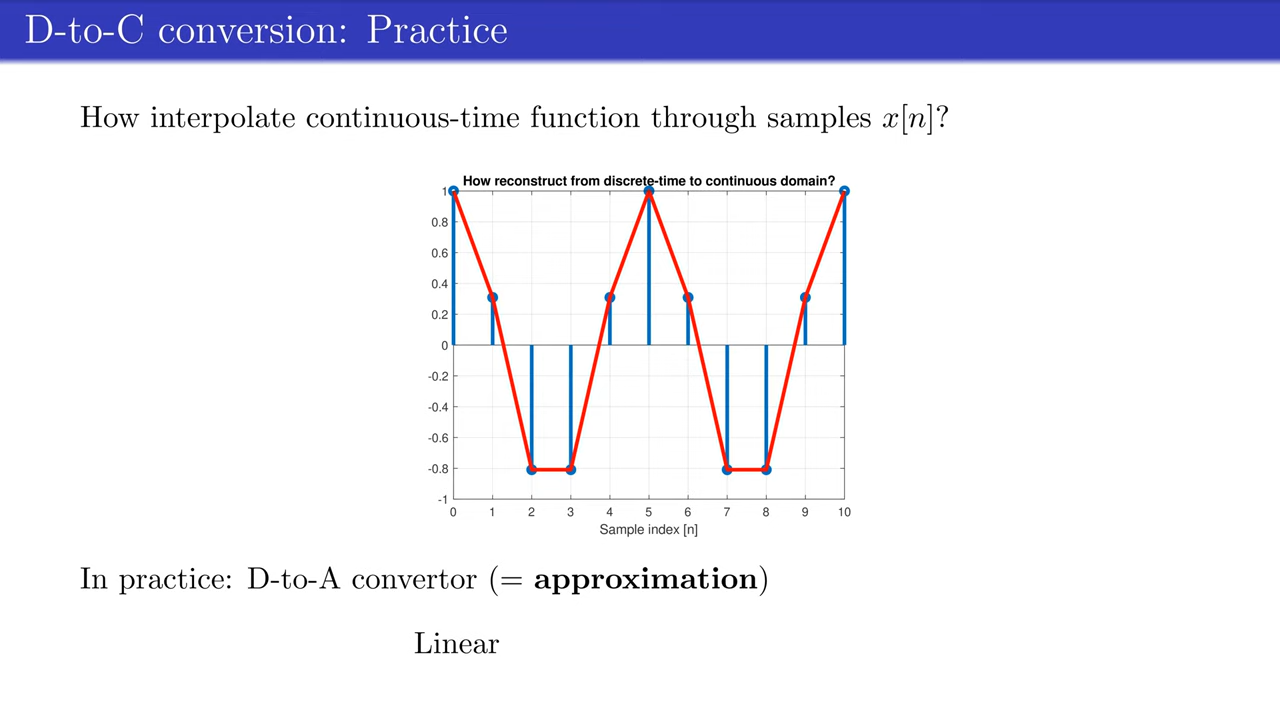 D-to-C conversion: Practice
How interpolate continuous-time function through samples x[n]?
How reconstruct from discrete-time to continuous domain?
1
0.8
0.6
0.4
0.2
0
-0.2
-0.4
-0.6
-0.8
-1
0 1 2 3 4 5 6 7 8 9 10
Sample index [n]
In practice: D-to-A convertor (= approximation)
Linear